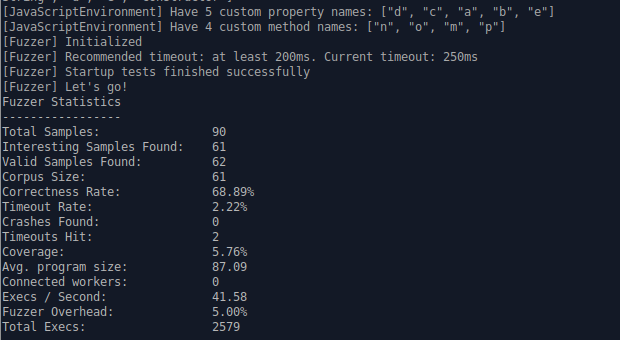 [JavaScriptEnvironment] Have 5 custom property names: ["d", "c", "a", "b", "e"]
[JavaScriptEnvironment] Have 4 custom method names: ["n", "o", "m", "p"]
[Fuzzer] Initialized
[Fuzzer] Recommended timeout: at least 200ms. Current timeout: 250ms
[Fuzzer] Startup tests finished successfully
[Fuzzer] Let's go!
Fuzzer Statistics
-----------------
Total Samples: 90
Interesting Samples Found: 61
Valid Samples Found: 62
Corpus Size: 61
Correctness Rate: 68.89%
Timeout Rate: 2.22%
Crashes Found: 0
Timeouts Hit: 2
Coverage: 5.76%
Avg. program size: 87.09
Connected workers: 0
Execs / Second: 41.58
Fuzzer Overhead: 5.00%
Total Execs: 2579